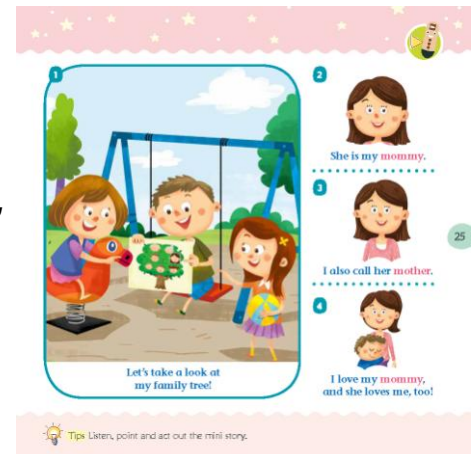 1
Let's take a look at
my family tree!
2
She is my mommy.
3
I also call her mother.
4
I love my mommy,
and she loves me, too!
25
Tips Listen, point and act out the mini story.